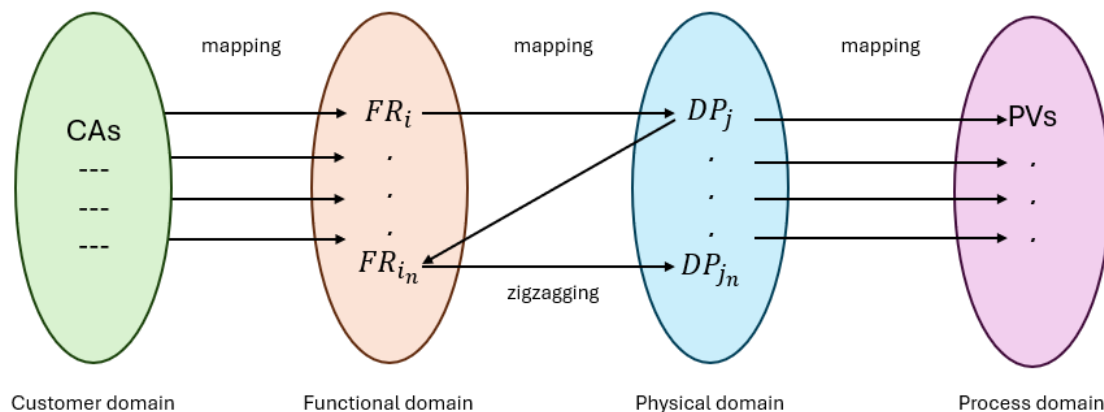 mapping mapping mapping
CAs
---
---
---
FR_i
.
.
.
FR_{i_n}
DP_j
.
.
.
DP_{j_n}
PVs
.
.
.
zigzagging
Customer domain Functional domain Physical domain Process domain